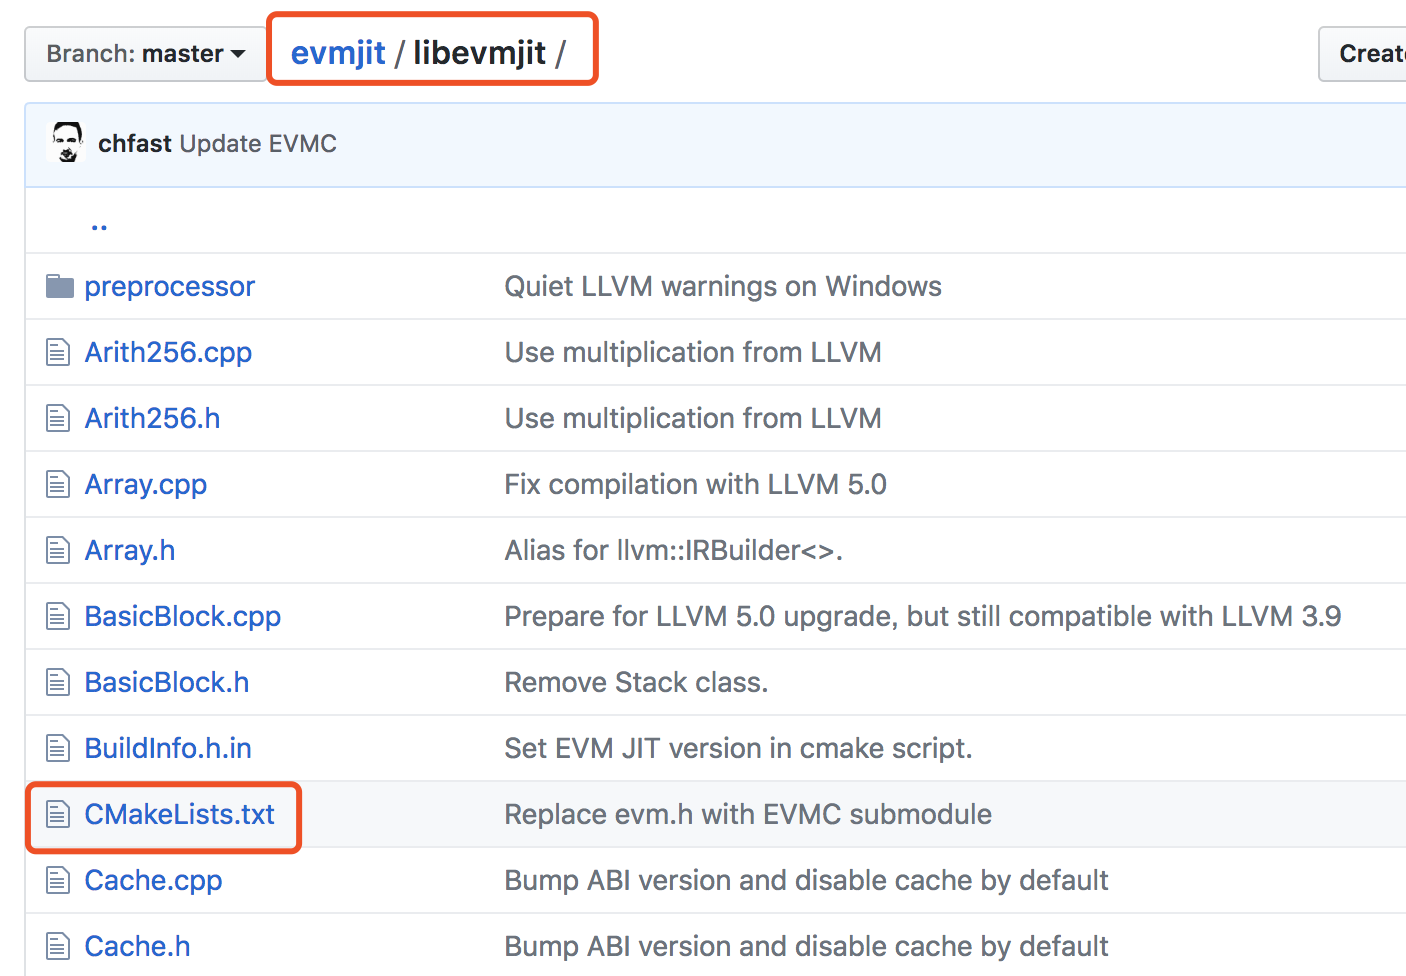 Branch: master
evmjit / libevmjit /
Create
chfast Update EVMC
..
preprocessor Quiet LLVM warnings on Windows
Arith256.cpp Use multiplication from LLVM
Arith256.h Use multiplication from LLVM
Array.cpp Fix compilation with LLVM 5.0
Array.h Alias for llvm::IRBuilder<>.
BasicBlock.cpp Prepare for LLVM 5.0 upgrade, but still compatible with LLVM 3.9
BasicBlock.h Remove Stack class.
BuildInfo.h.in Set EVM JIT version in cmake script.
CMakeLists.txt Replace evm.h with EVMC submodule
Cache.cpp Bump ABI version and disable cache by default
Cache.h Bump ABI version and disable cache by default